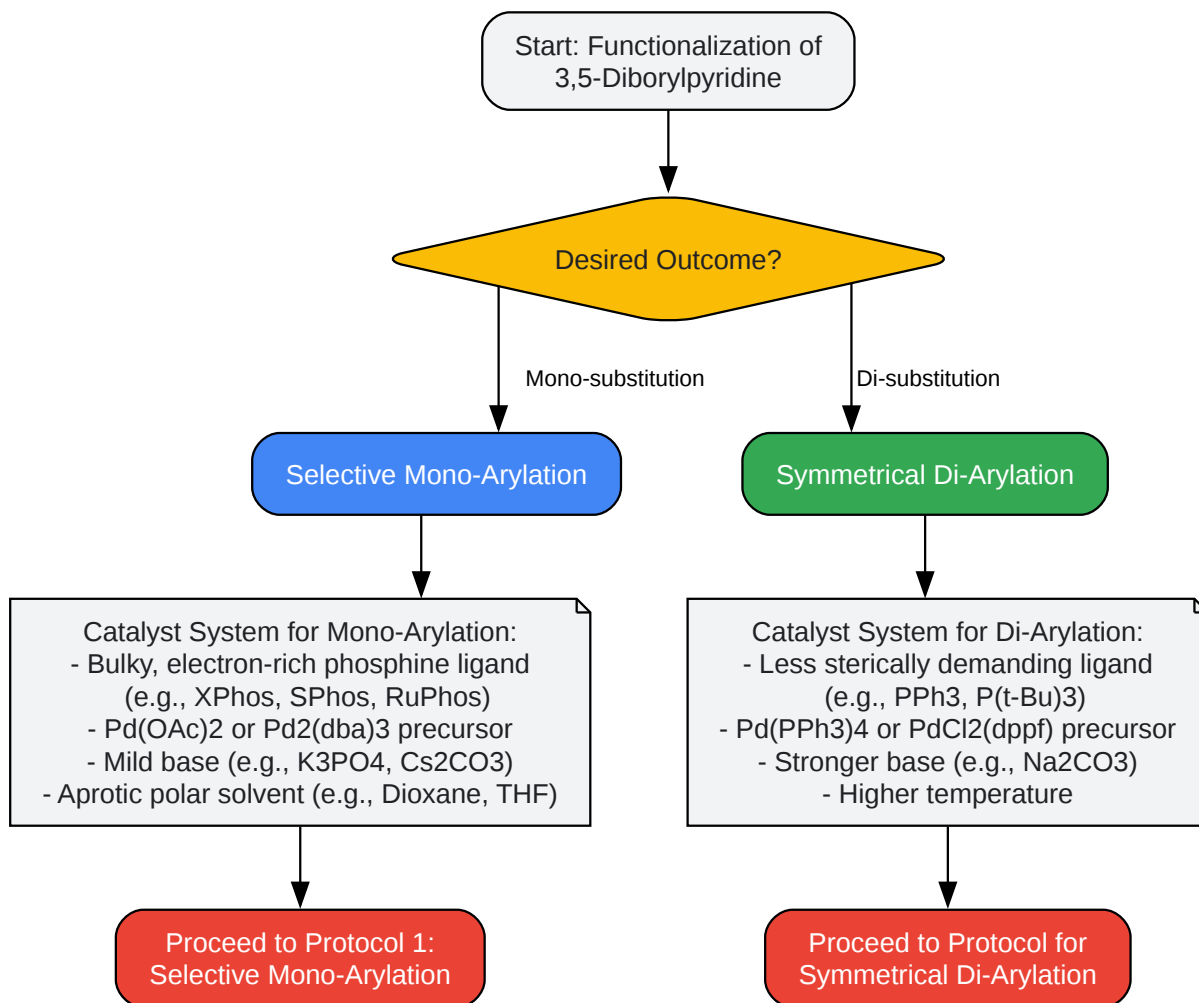 Start: Functionalization of
3,5-Diborylpyridine
Desired Outcome?
Mono-substitution
Di-substitution
Selective Mono-Arylation
Symmetrical Di-Arylation
Catalyst System for Mono-Arylation:
- Bulky, electron-rich phosphine ligand
(e.g., XPhos, SPhos, RuPhos)
- Pd(OAc)2 or Pd2(dba)3 precursor
- Mild base (e.g., K3PO4, Cs2CO3)
- Aprotic polar solvent (e.g., Dioxane, THF)
Catalyst System for Di-Arylation:
- Less sterically demanding ligand
(e.g., PPh3, P(t-Bu)3)
- Pd(PPh3)4 or PdCl2(dppf) precursor
- Stronger base (e.g., Na2CO3)
- Higher temperature
Proceed to Protocol 1:
Selective Mono-Arylation
Proceed to Protocol for
Symmetrical Di-Arylation